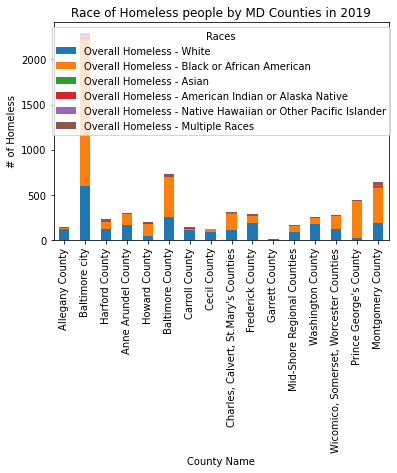 Race of Homeless people by MD Counties in 2019
Races
Overall Homeless - White
Overall Homeless - Black or African American
Overall Homeless - Asian
Overall Homeless - American Indian or Alaska Native
Overall Homeless - Native Hawaiian or Other Pacific Islander
Overall Homeless - Multiple Races
# of Homeless
2000
1500
1000
500
0
Allegany County
Baltimore city
Harford County
Anne Arundel County
Howard County
Baltimore County
Carroll County
Cecil County
Charles, Calvert, St.Mary's Counties
Frederick County
Garrett County
Mid-Shore Regional Counties
Washington County
Wicomico, Somerset, Worcester Counties
Prince George's County
Montgomery County
County Name